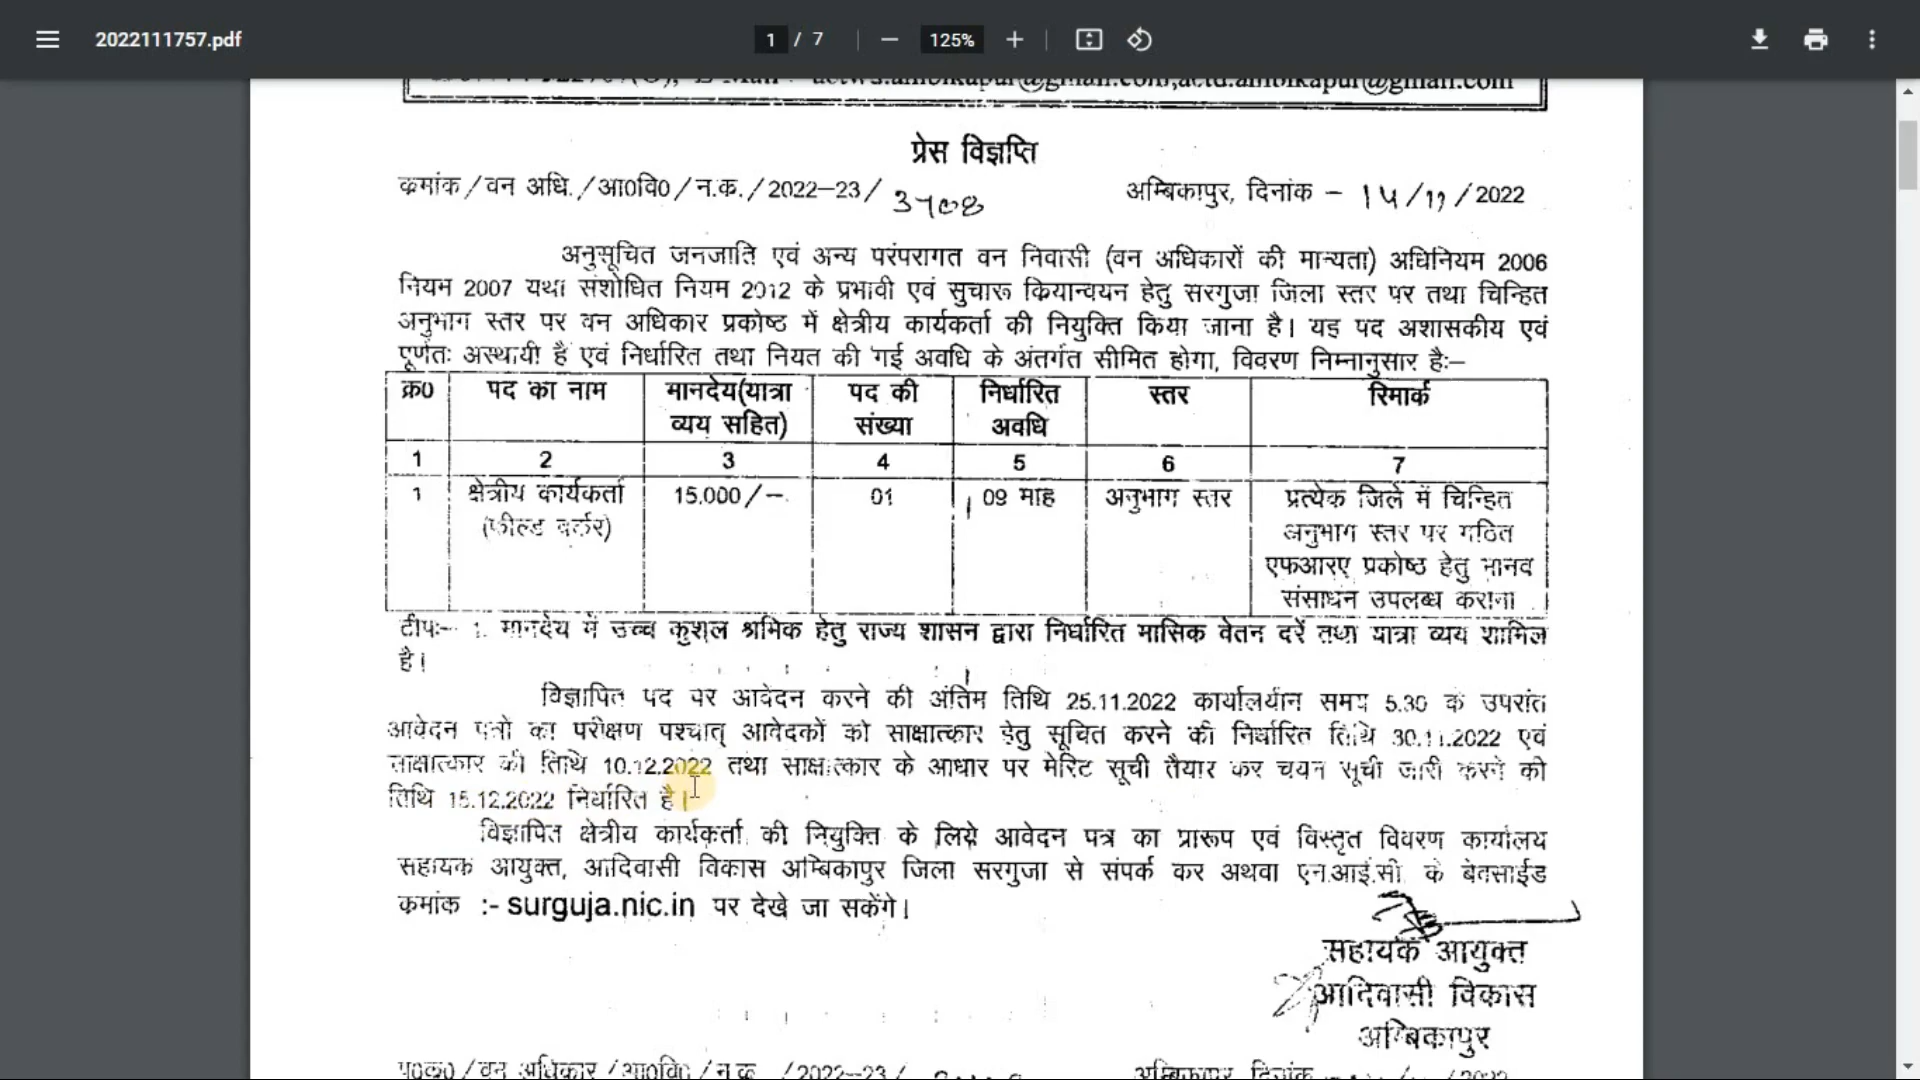 2022111757.pdf
1 / 7
125%
प्रेस विज्ञप्ति
क्रमांक/वन अधि./आ0वि0/न.क./2022-23/
अम्बिकापुर, दिनांक - 14/11/2022
अनुसूचित जनजाति एवं अन्य परंपरागत वन निवासी (वन अधिकारों की मान्यता) अधिनियम 2006
नियम 2007 यथा संशोधित नियम 2012 के प्रभावी एवं सुचारू कियान्वयन हेतु सरगुजा जिला स्तर पर तथा चिन्हित
अनुभाग स्तर पर वन अधिकार प्रकोष्ठ में क्षेत्रीय कार्यकर्ता की नियुक्ति किया जाना है। यह पद अशासकीय एवं
पूर्णतः अस्थायी है एवं निर्धारित तथा नियत की गई अवधि के अंतर्गत सीमित होगा, विवरण निम्नानुसार है:-
क्र0 पद का नाम मानदेय(यात्रा व्यय सहित) पद की संख्या निर्धारित अवधि स्तर रिमार्क
1 2 3 4 5 6 7
1 क्षेत्रीय कार्यकर्ता 15.000/- 01 09 माह अनुभाग स्तर प्रत्येक जिले में चिन्हित
(फील्ड वर्कर) अनुभाग स्तर पर गठित
एफआरए प्रकोष्ठ हेतु मानव
संसाधन उपलब्ध कराना
टीपः- 1. मानदेय में उच्च कुशल श्रमिक हेतु राज्य शासन द्वारा निर्धारित मासिक वेतन दरें तथा यात्रा व्यय शामिल
है।
विज्ञापित पद पर आवेदन करने की अंतिम तिथि 25.11.2022 कार्यालयीन समय 5.30 के उपरांत
आवेदन पत्रों का परीक्षण पश्चात् आवेदकों को साक्षात्कार हेतु सूचित करने की निर्धारित तिथि 30.11.2022 एवं
साक्षात्कार की तिथि 10.12.2022 तथा साक्षात्कार के आधार पर मेरिट सूची तैयार कर चयन सूची जारी करने की
तिथि 15.12.2022 निर्धारित है।
विज्ञापित क्षेत्रीय कार्यकर्ता की नियुक्ति के लिये आवेदन पत्र का प्रारूप एवं विस्तृत विवरण कार्यालय
सहायक आयुक्त, आदिवासी विकास अम्बिकापुर जिला सरगुजा से संपर्क कर अथवा एन.आई.सी. के बेवसाईड
कमांक :- surguja.nic.in पर देखे जा सकेंगे।
सहायक आयुक्त
आदिवासी विकास
अम्बिकापुर